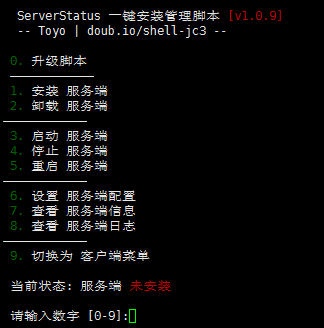 ServerStatus 一键安装管理脚本 [v1.0.9]
-- Toyo | doub.io/shell-jc3 --
0. 升级脚本
1. 安装 服务端
2. 卸载 服务端
3. 启动 服务端
4. 停止 服务端
5. 重启 服务端
6. 设置 服务端配置
7. 查看 服务端信息
8. 查看 服务端日志
9. 切换为 客户端菜单
当前状态: 服务端 未安装
请输入数字 [0-9]: